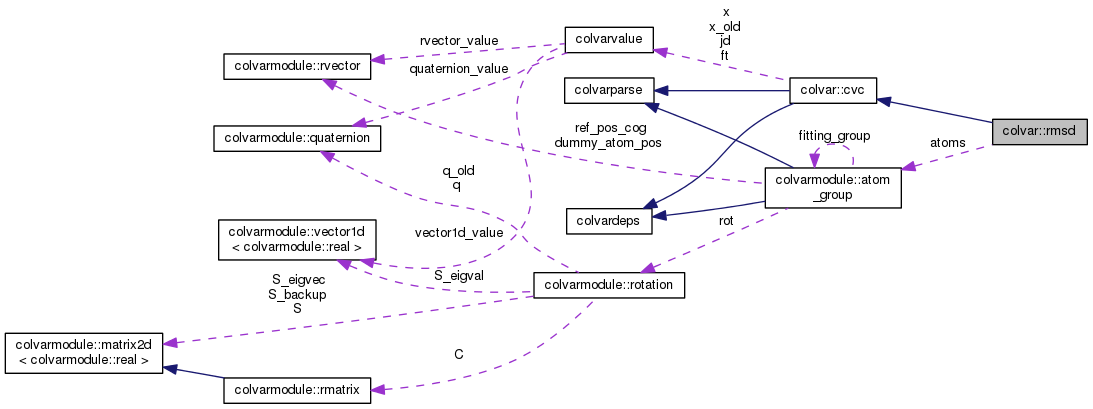 x
x_old
jd
ft
rvector_value
colvarvalue
colvarmodule::rvector
quaternion_value
colvarparse
colvar::cvc
colvarmodule::quaternion
ref_pos_cog
dummy_atom_pos
fitting_group
colvar::rmsd
atoms
q_old
q
colvarmodule::atom
_group
colvardeps
rot
colvarmodule::vector1d
< colvarmodule::real >
vector1d_value
S_eigvec
S_backup
S
S_eigval
colvarmodule::rotation
colvarmodule::matrix2d
< colvarmodule::real >
C
colvarmodule::rmatrix